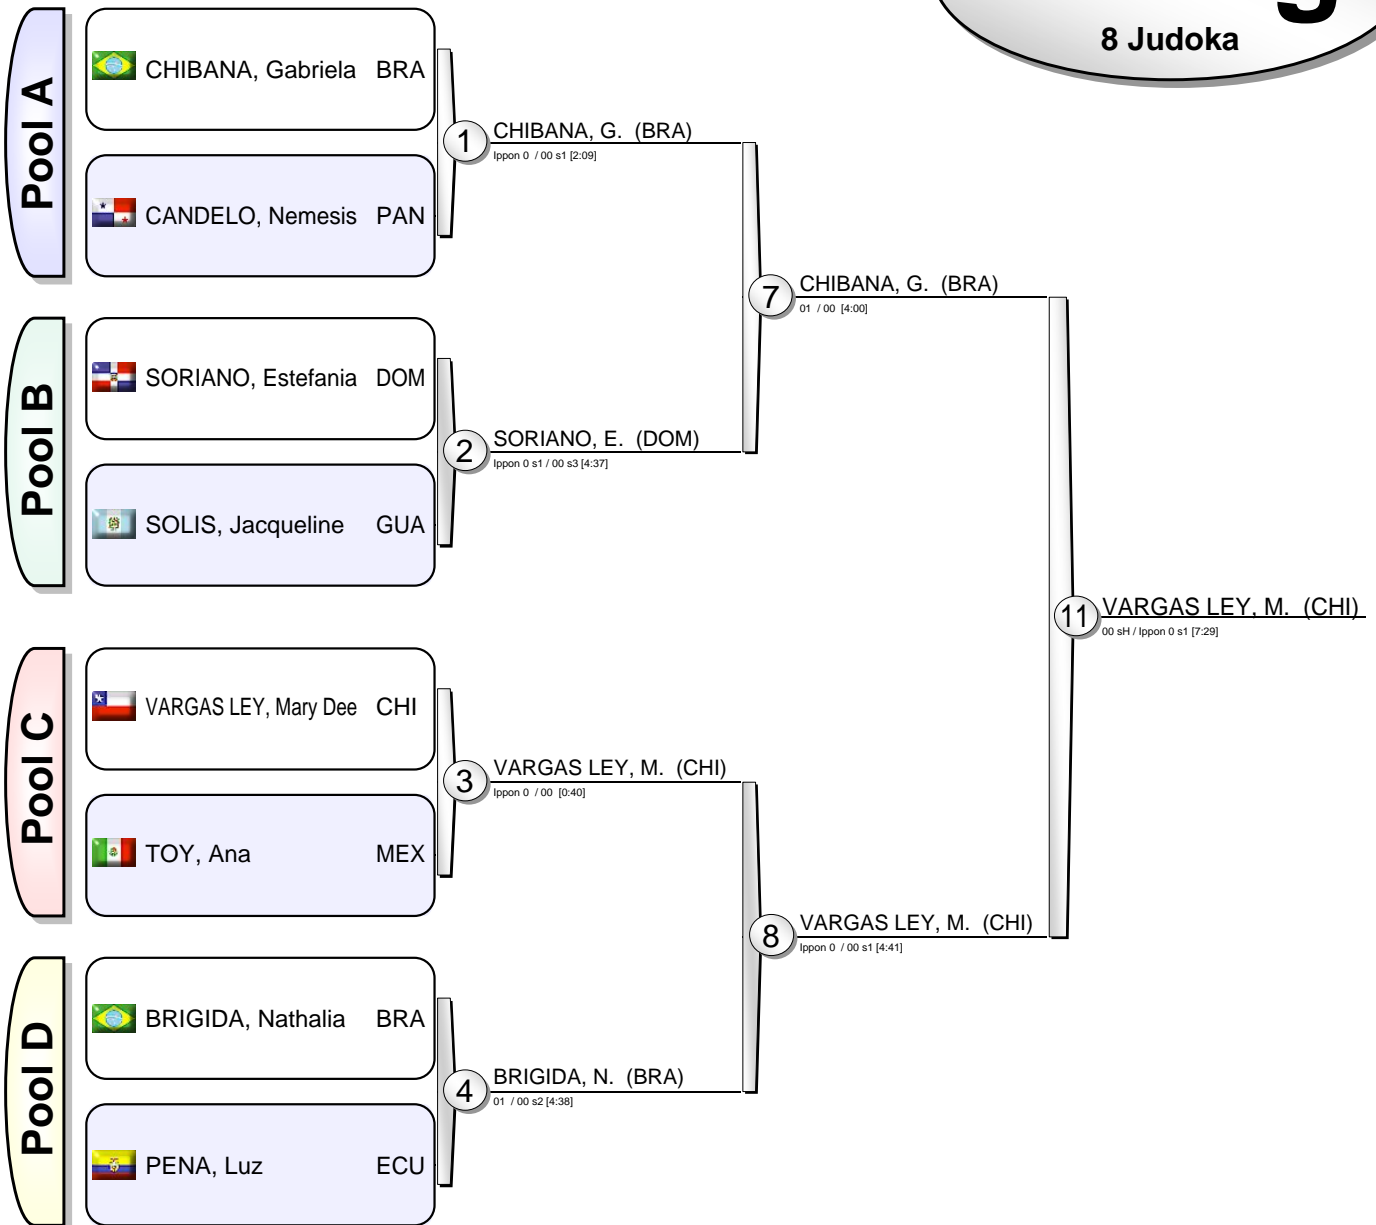 8 Judoka
Pool A
CHIBANA, Gabriela BRA
CANDELO, Nemesis PAN
1 CHIBANA, G. (BRA)
Ippon 0 / 00 s1 [2:09]
Pool B
SORIANO, Estefania DOM
SOLIS, Jacqueline GUA
2 SORIANO, E. (DOM)
Ippon 0 s1 / 00 s3 [4:37]
7 CHIBANA, G. (BRA)
01 / 00 [4:00]
Pool C
VARGAS LEY, Mary Dee CHI
TOY, Ana MEX
3 VARGAS LEY, M. (CHI)
Ippon 0 / 00 [0:40]
Pool D
BRIGIDA, Nathalia BRA
PENA, Luz ECU
4 BRIGIDA, N. (BRA)
01 / 00 s2 [4:38]
8 VARGAS LEY, M. (CHI)
Ippon 0 / 00 s1 [4:41]
11 VARGAS LEY, M. (CHI)
00 sH / Ippon 0 s1 [7:29]